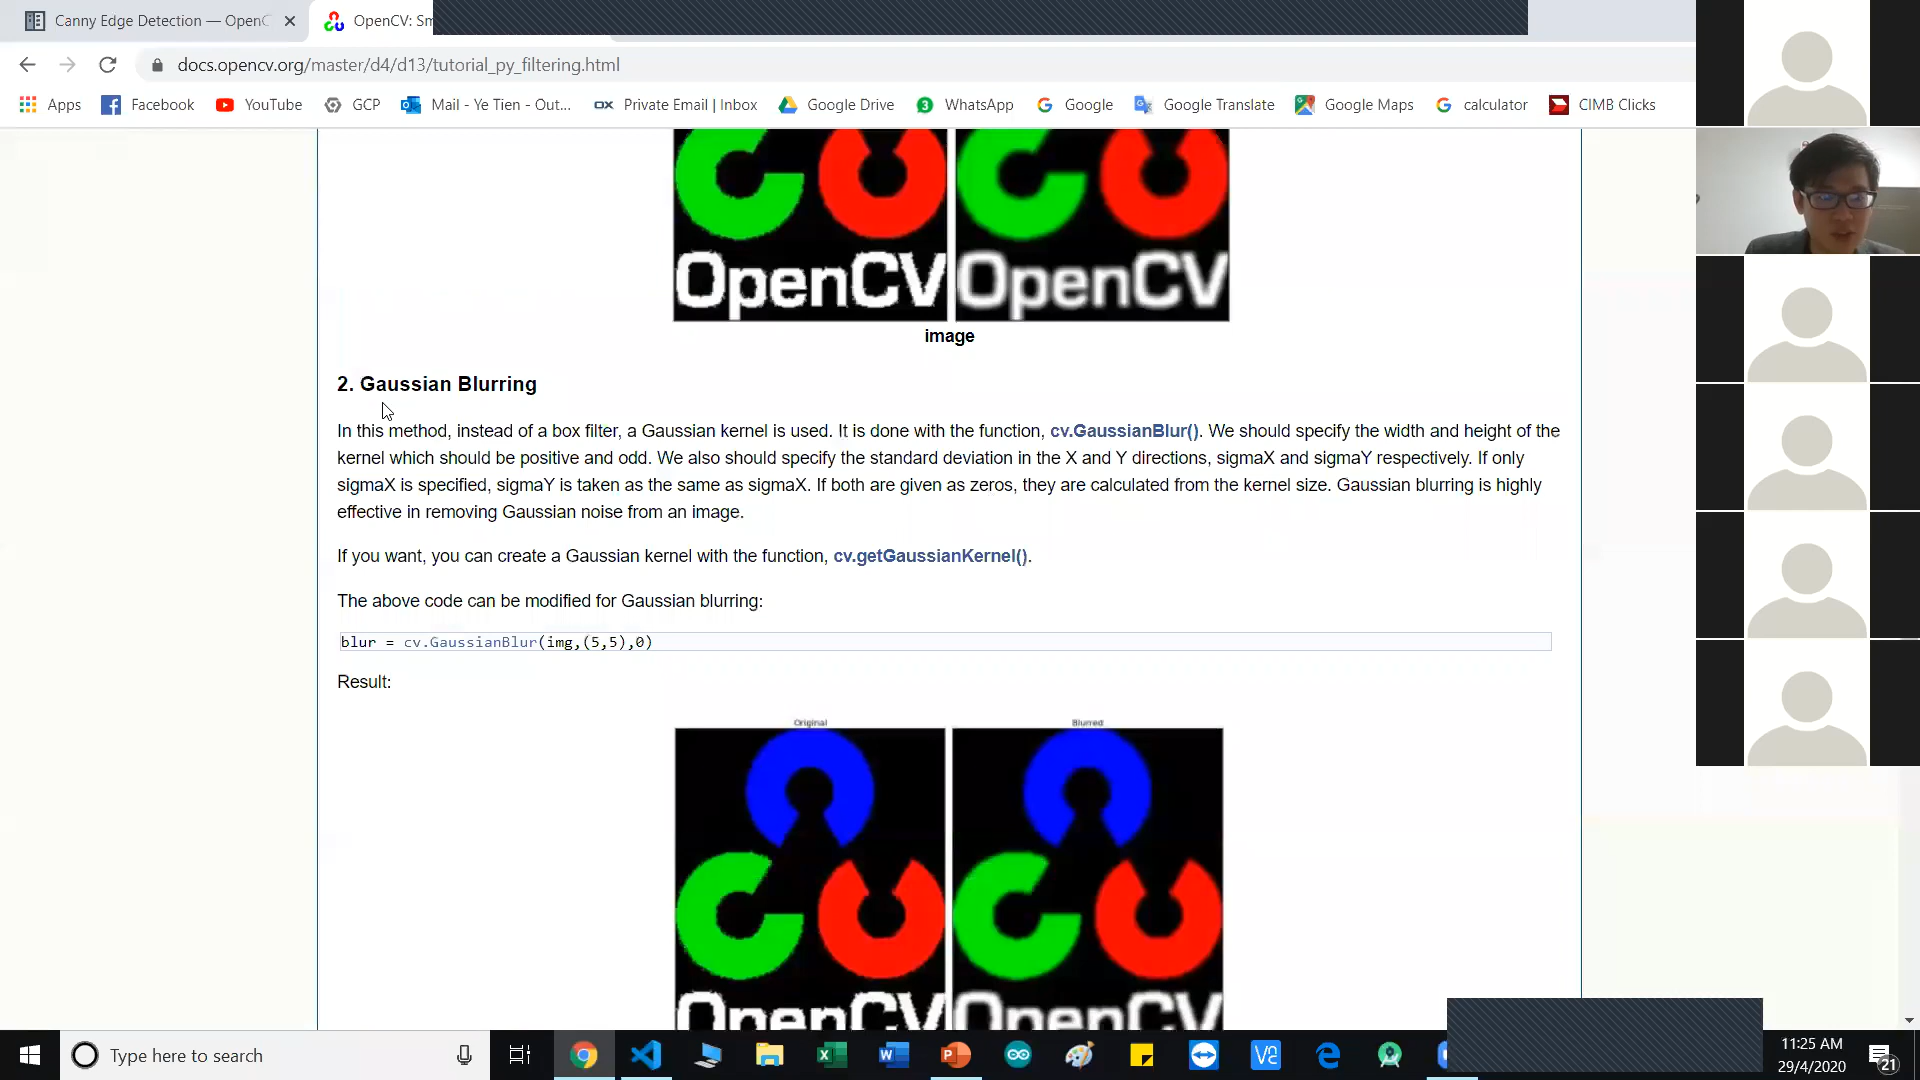 Canny Edge Detection — OpenC
OpenCV: Sm
docs.opencv.org/master/d4/d13/tutorial_py_filtering.html
Apps Facebook YouTube GCP Mail - Ye Tien - Out... OX Private Email | Inbox Google Drive 3 WhatsApp Google Google Translate Google Maps calculator CIMB Clicks
OpenCV OpenCV
image
2. Gaussian Blurring
In this method, instead of a box filter, a Gaussian kernel is used. It is done with the function, cv.GaussianBlur(). We should specify the width and height of the
kernel which should be positive and odd. We also should specify the standard deviation in the X and Y directions, sigmaX and sigmaY respectively. If only
sigmaX is specified, sigmaY is taken as the same as sigmaX. If both are given as zeros, they are calculated from the kernel size. Gaussian blurring is highly
effective in removing Gaussian noise from an image.
If you want, you can create a Gaussian kernel with the function, cv.getGaussianKernel().
The above code can be modified for Gaussian blurring:
blur = cv.GaussianBlur(img,(5,5),0)
Result:
Original Blurred
OpenCV OpenCV
Type here to search
11:25 AM
29/4/2020
21